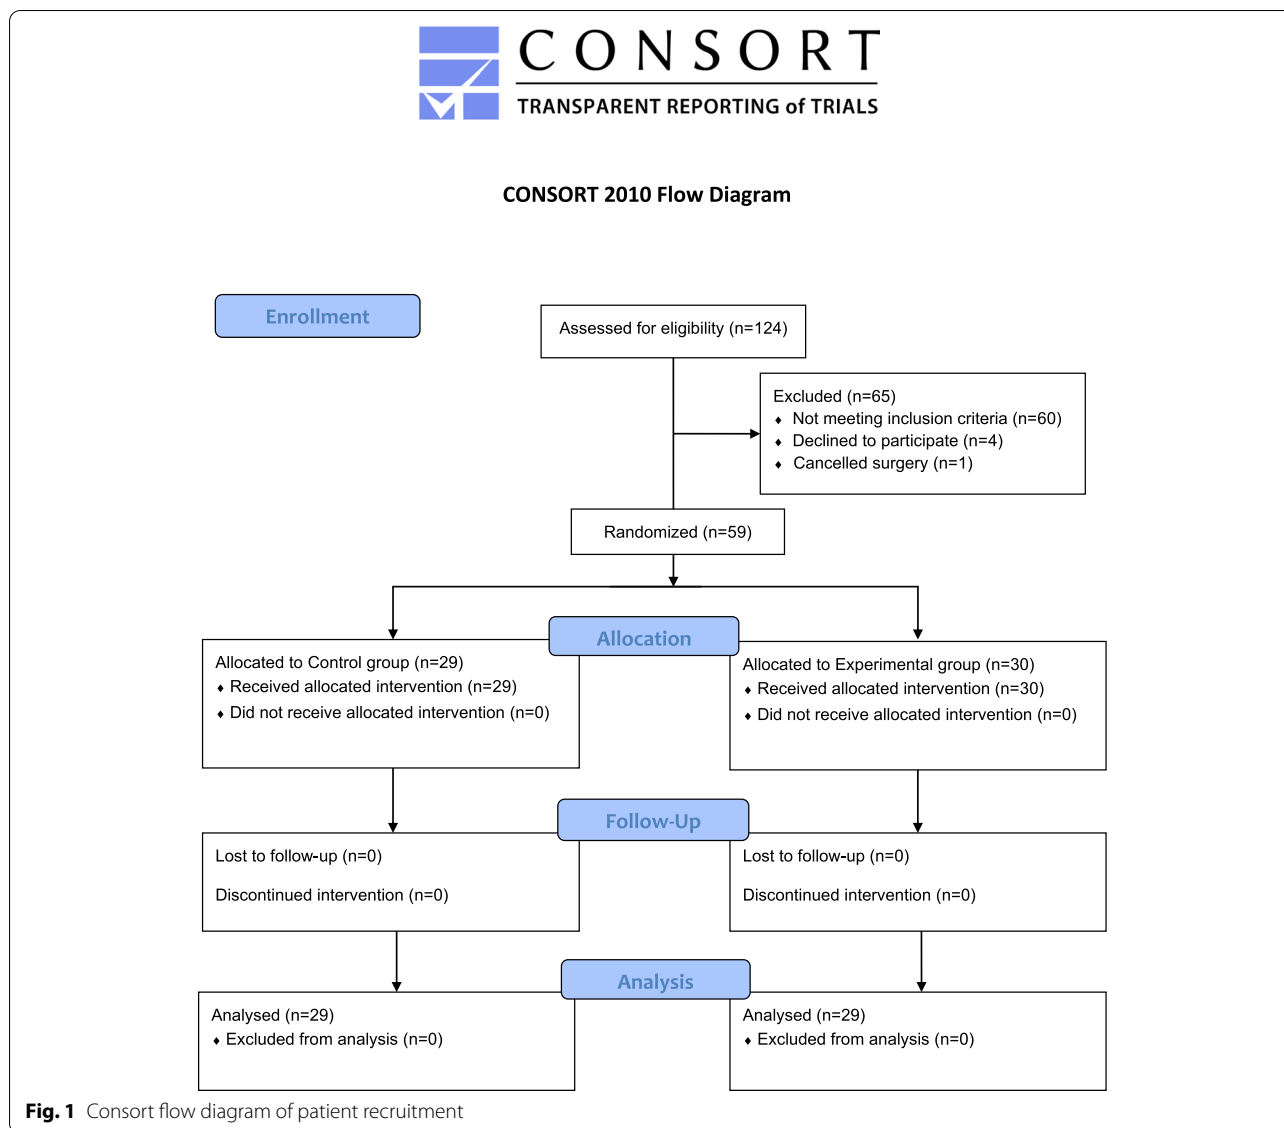 CONSORT
TRANSPARENT REPORTING of TRIALS
CONSORT 2010 Flow Diagram
Enrollment
Assessed for eligibility (n=124)
Excluded (n=65)
♦ Not meeting inclusion criteria (n=60)
♦ Declined to participate (n=4)
♦ Cancelled surgery (n=1)
Randomized (n=59)
Allocation
Allocated to Control group (n=29)
♦ Received allocated intervention (n=29)
♦ Did not receive allocated intervention (n=0)
Allocated to Experimental group (n=30)
♦ Received allocated intervention (n=30)
♦ Did not receive allocated intervention (n=0)
Follow-Up
Lost to follow-up (n=0)
Discontinued intervention (n=0)
Lost to follow-up (n=0)
Discontinued intervention (n=0)
Analysis
Analysed (n=29)
♦ Excluded from analysis (n=0)
Analysed (n=29)
♦ Excluded from analysis (n=0)
Fig. 1 Consort flow diagram of patient recruitment